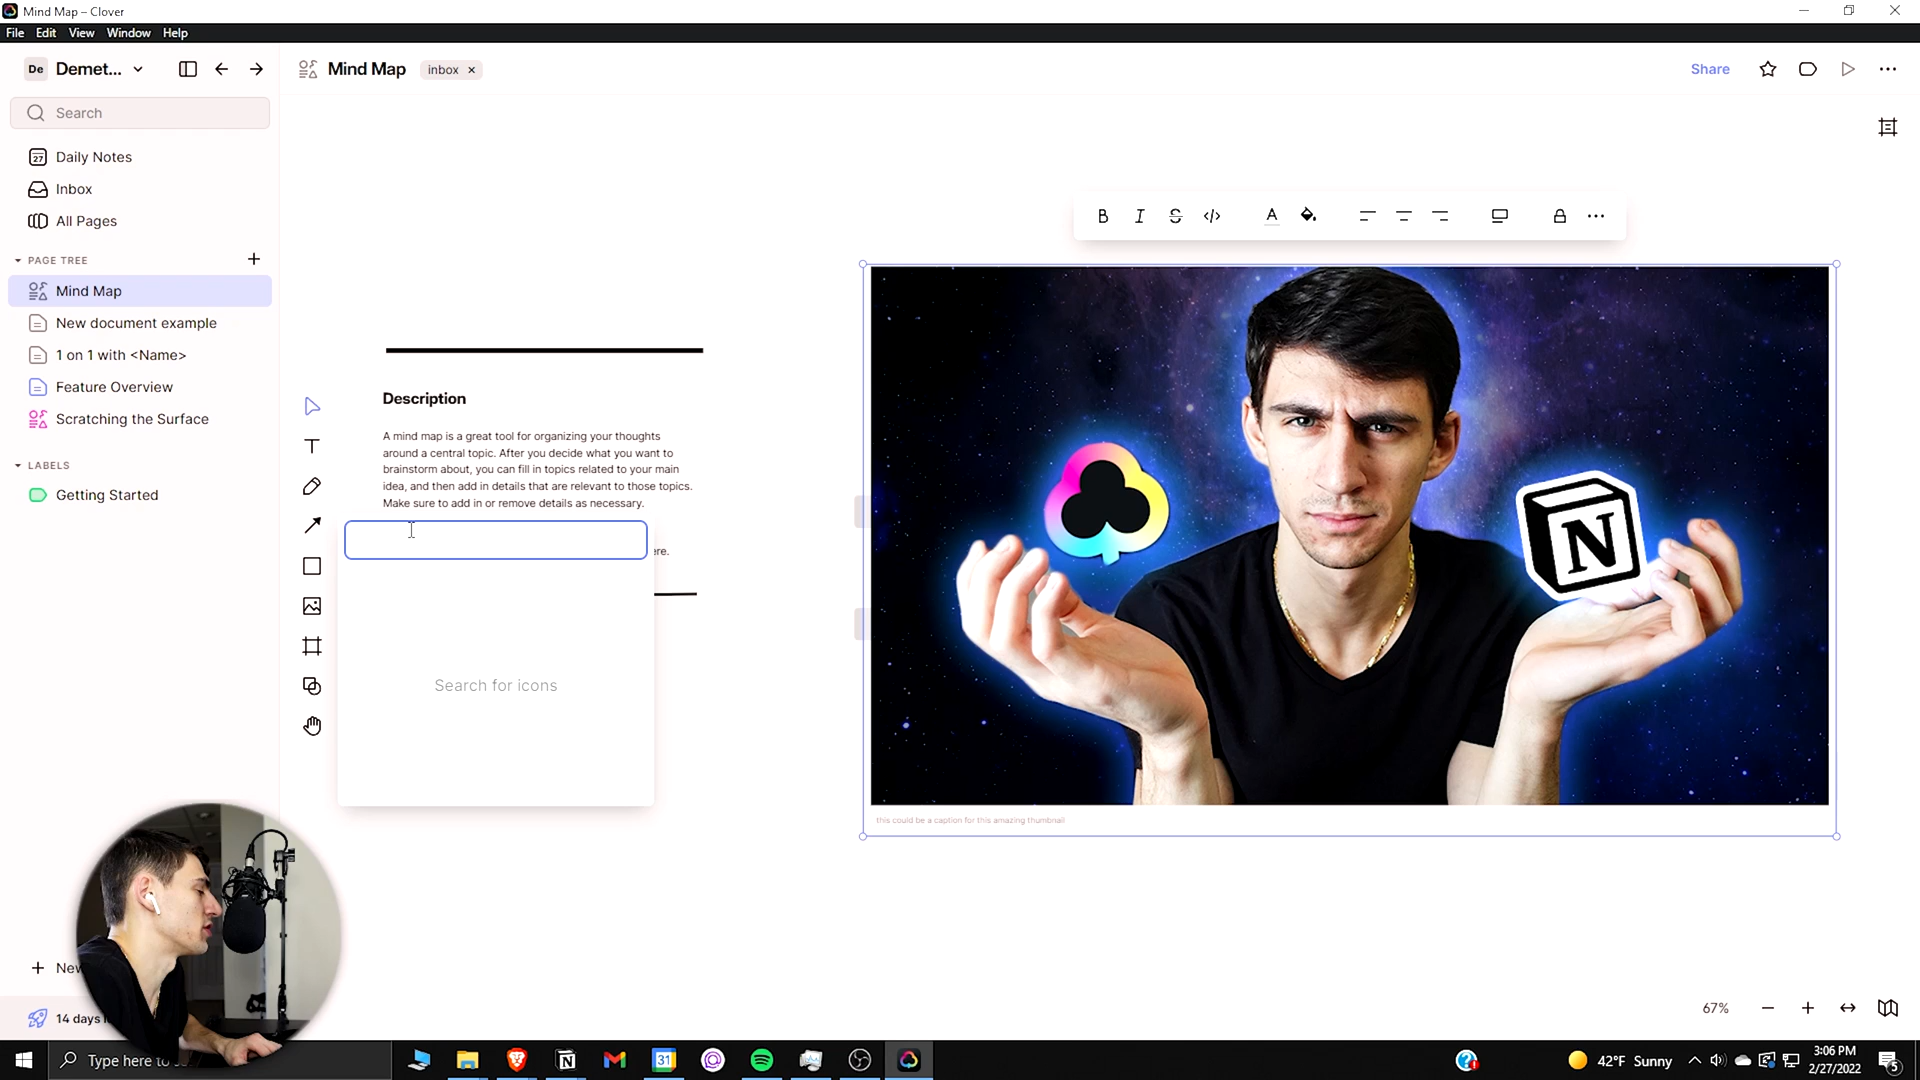 Mind Map – Clover
File Edit View Window Help
De Demet...
Mind Map inbox ×
Share
Search
27 Daily Notes
Inbox
All Pages
PAGE TREE
Mind Map
New document example
1 on 1 with <Name>
Feature Overview
Scratching the Surface
LABELS
Getting Started
B I S </> A
Description
A mind map is a great tool for organizing your thoughts
around a central topic. After you decide what you want to
brainstorm about, you can fill in topics related to your main
idea, and then add in details that are relevant to those topics.
Make sure to add in or remove details as necessary.
ere.
Search for icons
T
N
this could be a caption for this amazing thumbnail
New
14 days
67%
Type here to
31
42°F Sunny
3:06 PM
2/27/2022
5